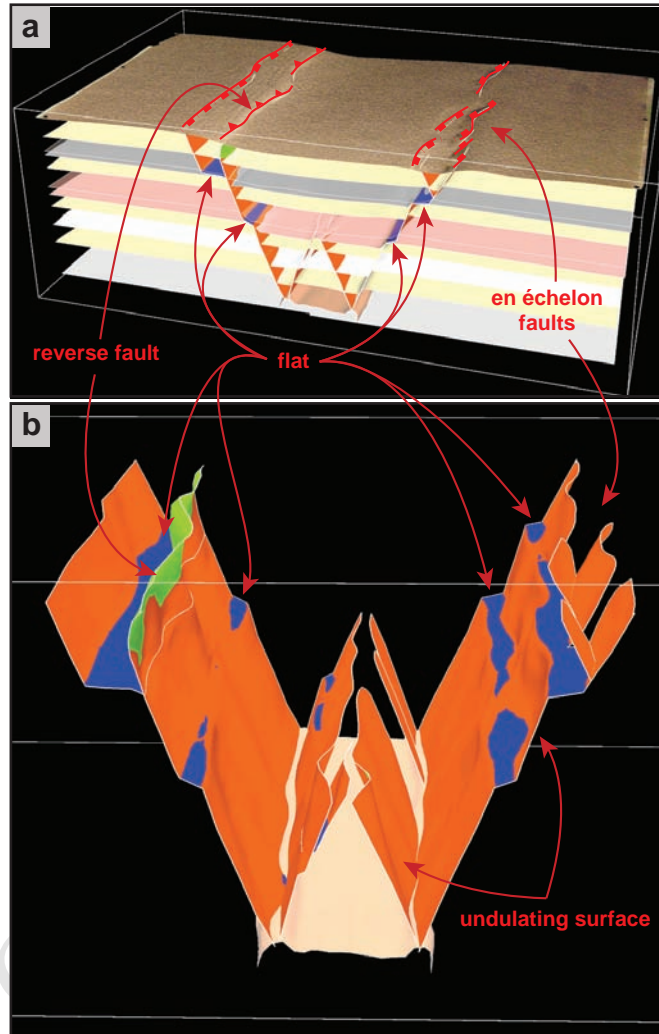 a
en échelon
faults
reverse fault
flat
b
undulating surface